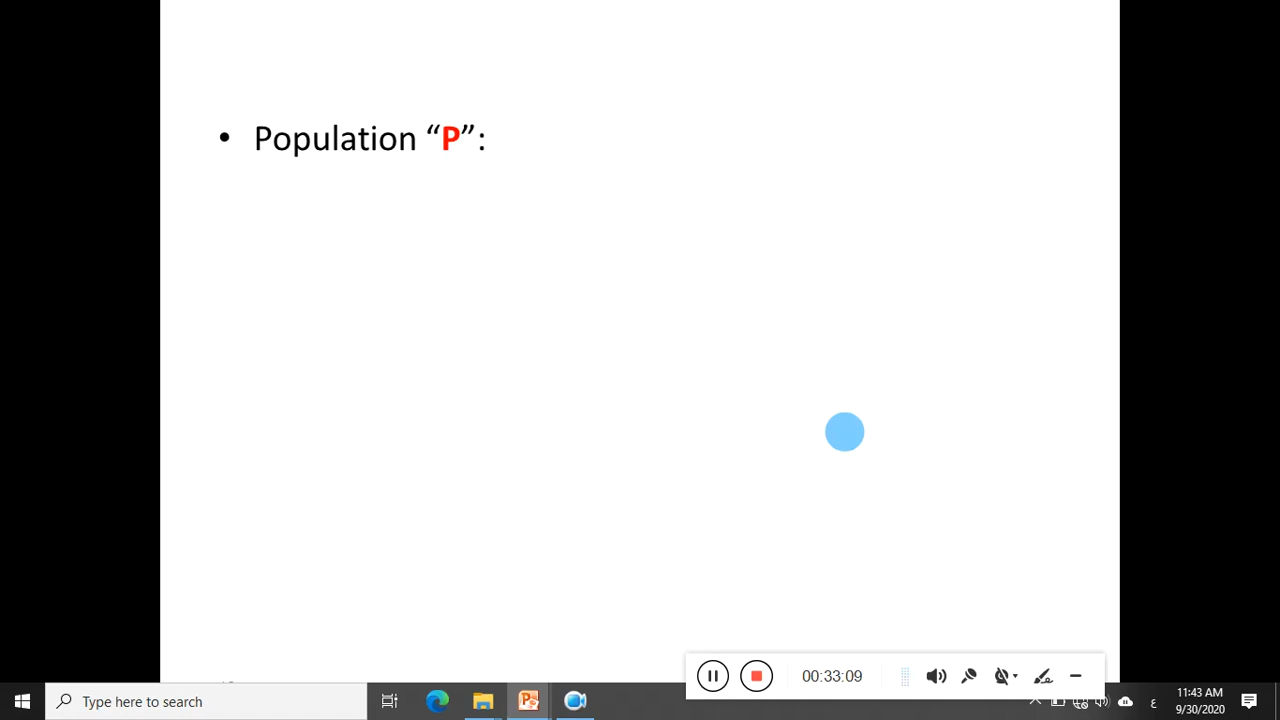 • Population “P”:
00:33:09
Type here to search
ع
11:43 AM
9/30/2020